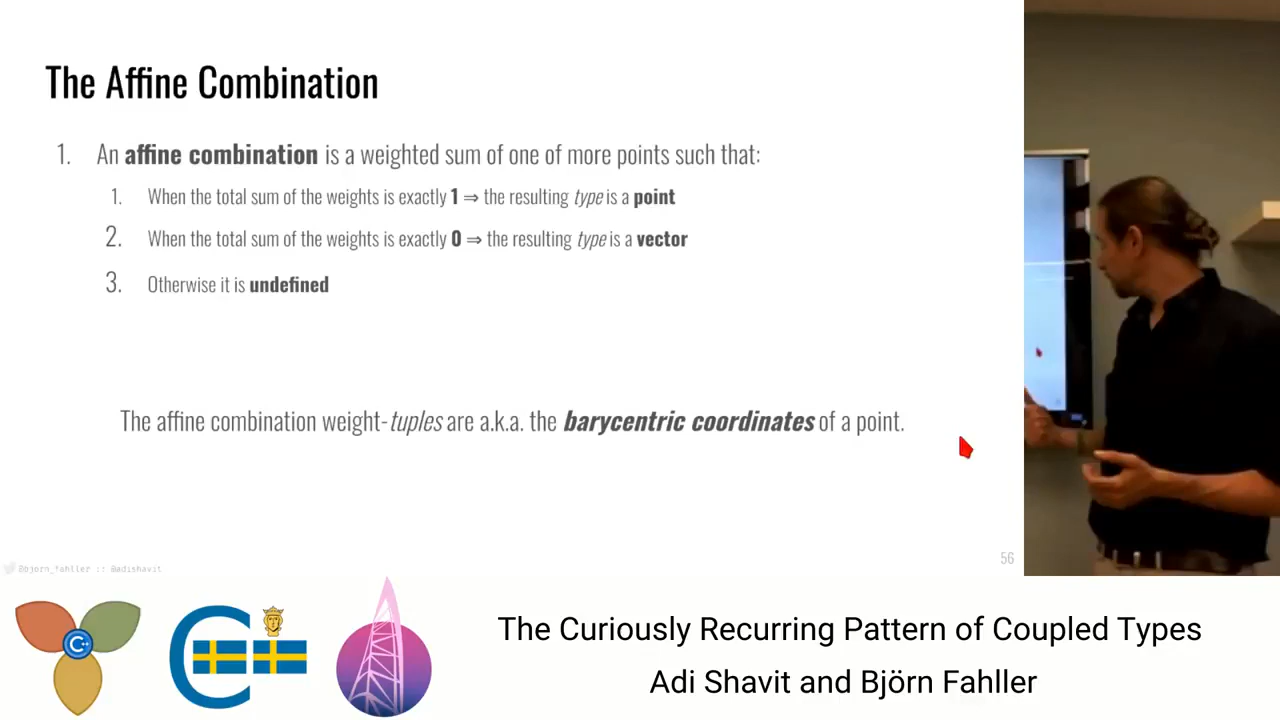 The Affine Combination
1. An affine combination is a weighted sum of one of more points such that:
1. When the total sum of the weights is exactly 1 ⇒ the resulting type is a point
2. When the total sum of the weights is exactly 0 ⇒ the resulting type is a vector
3. Otherwise it is undefined
The affine combination weight-tuples are a.k.a. the barycentric coordinates of a point.
56
@bjorn_fahller :: @adishavit
C++
The Curiously Recurring Pattern of Coupled Types
Adi Shavit and Björn Fahller